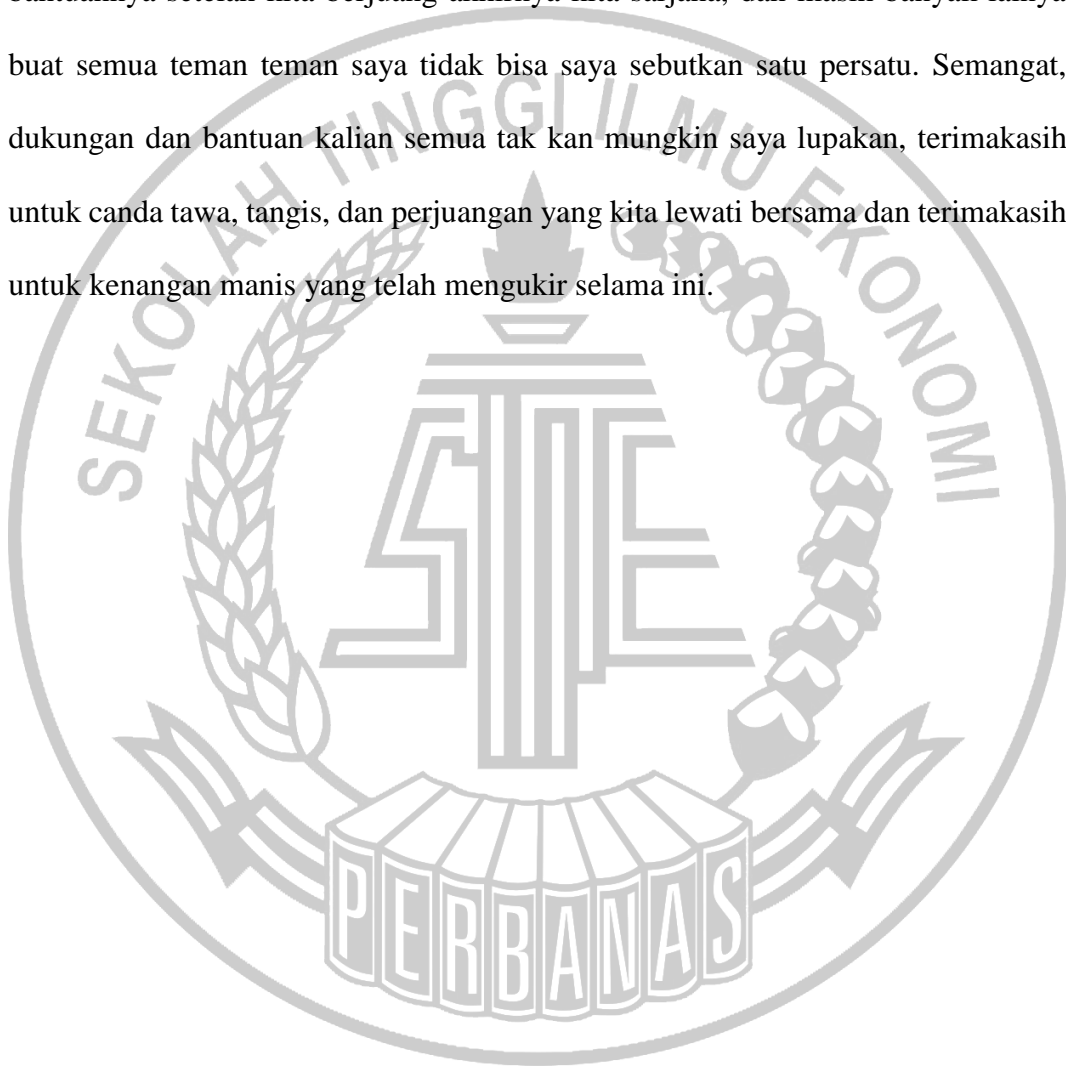 buat semua teman teman saya tidak bisa saya sebutkan satu persatu. Semangat,
dukungan dan bantuan kalian semua tak kan mungkin saya lupakan, terimakasih
untuk canda tawa, tangis, dan perjuangan yang kita lewati bersama dan terimakasih
untuk kenangan manis yang telah mengukir selama ini.
SEKOLAH TINGGI ILMU EKONOMI
STIE
PERBANAS